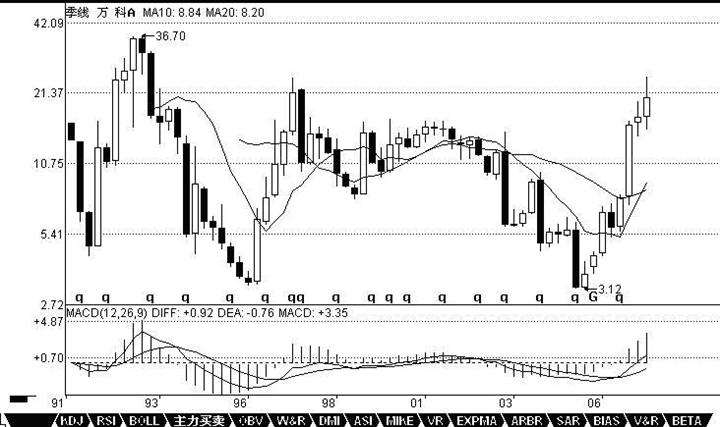 42.09 季线 万 科A MA10: 8.84 MA20: 8.20
36.70
21.37
10.75
5.41
3.12
q q q q q q q q q q q q q q q q G q
2.72
MACD(12,26,9) DIFF: +0.92 DEA: -0.76 MACD: +3.35
+4.87
+0.70
91 93 96 98 01 03 06
KDJ RSI BOLL 主力买卖 OBV W&R DMI ASI MIKE VR EXPMA ARBR SAR BIAS V&R BETA